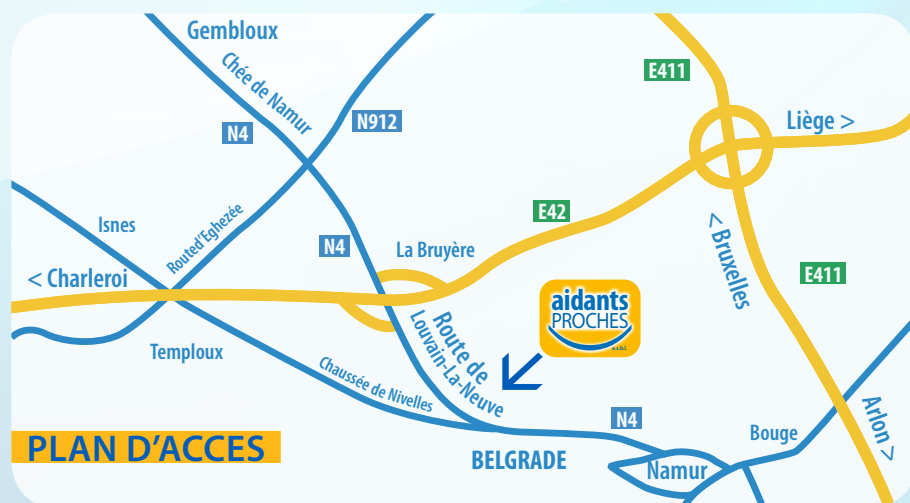 Gembloux
Chée de Namur
E411
N912
Liège >
N4
E42
Isnes
Routed'Eghezée
N4
La Bruyère
< Bruxelles
< Charleroi
E411
aidants
PROCHES
a.s.b.l.
Route de
Louvain-La-Neuve
Temploux
Chaussée de Nivelles
Arlon >
N4
Bouge
PLAN D'ACCES
BELGRADE
Namur